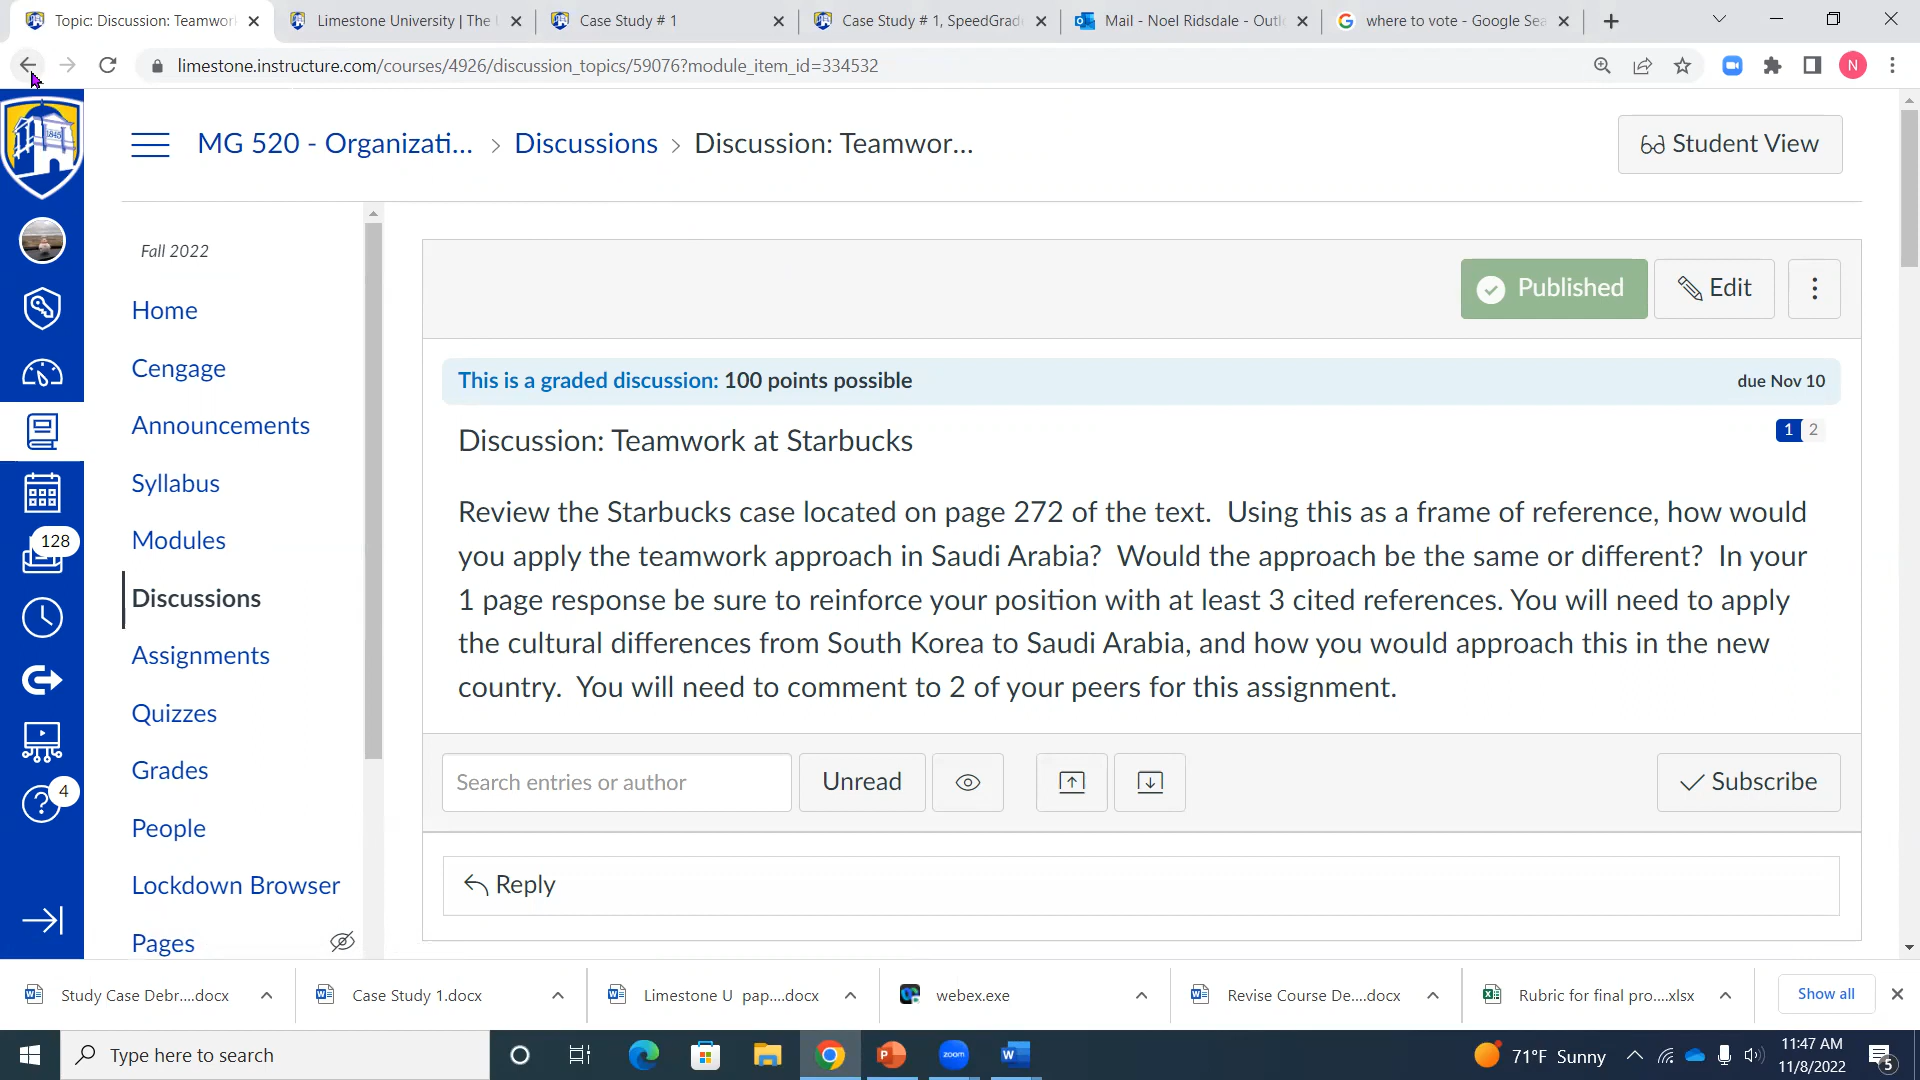 Topic: Discussion: Teamwor
Limestone University | The
Case Study # 1
Case Study # 1, SpeedGrad
Mail - Noel Ridsdale - Outl
where to vote - Google Sea
limestone.instructure.com/courses/4926/discussion_topics/59076?module_item_id=334532
N
1845
MG 520 - Organizati... > Discussions > Discussion: Teamwor...
Student View
Fall 2022
Home
Cengage
Announcements
Syllabus
Modules
Discussions
Assignments
Quizzes
Grades
People
Lockdown Browser
Pages
128
4
Published
Edit
This is a graded discussion: 100 points possible
due Nov 10
Discussion: Teamwork at Starbucks
1 2
Review the Starbucks case located on page 272 of the text.  Using this as a frame of reference, how would
you apply the teamwork approach in Saudi Arabia?  Would the approach be the same or different?  In your
1 page response be sure to reinforce your position with at least 3 cited references. You will need to apply
the cultural differences from South Korea to Saudi Arabia, and how you would approach this in the new
country.  You will need to comment to 2 of your peers for this assignment.
Search entries or author
Unread
Subscribe
Reply
Study Case Debr....docx
Case Study 1.docx
Limestone U pap....docx
webex.exe
Revise Course De....docx
Rubric for final pro....xlsx
Show all
Type here to search
zoom
71°F Sunny
11:47 AM
11/8/2022
5